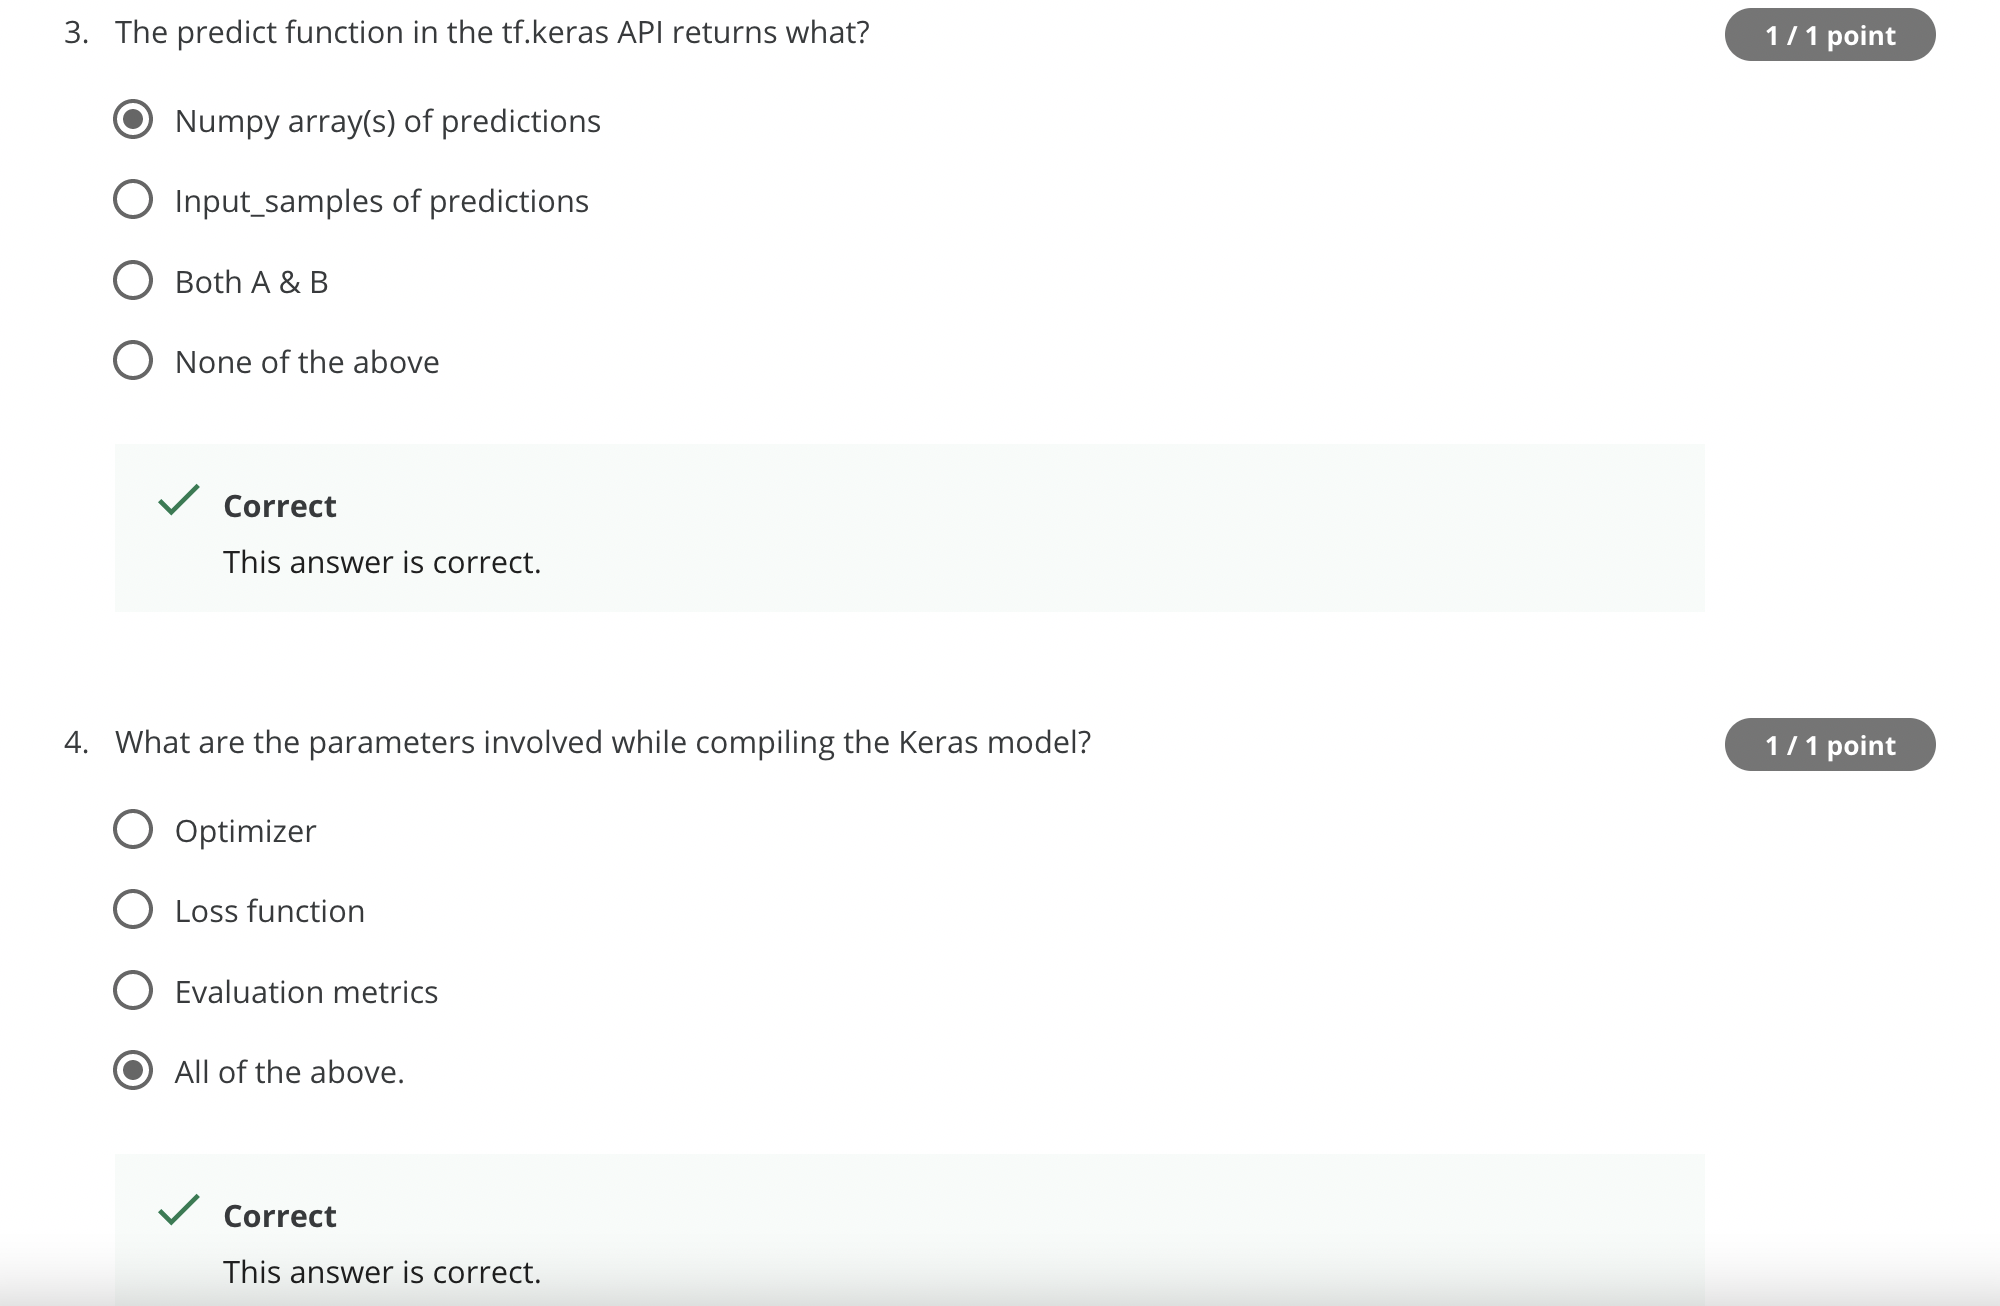 3. The predict function in the tf.keras API returns what?
1 / 1 point
Numpy array(s) of predictions
Input_samples of predictions
Both A & B
None of the above
Correct
This answer is correct.
4. What are the parameters involved while compiling the Keras model?
1 / 1 point
Optimizer
Loss function
Evaluation metrics
All of the above.
Correct
This answer is correct.